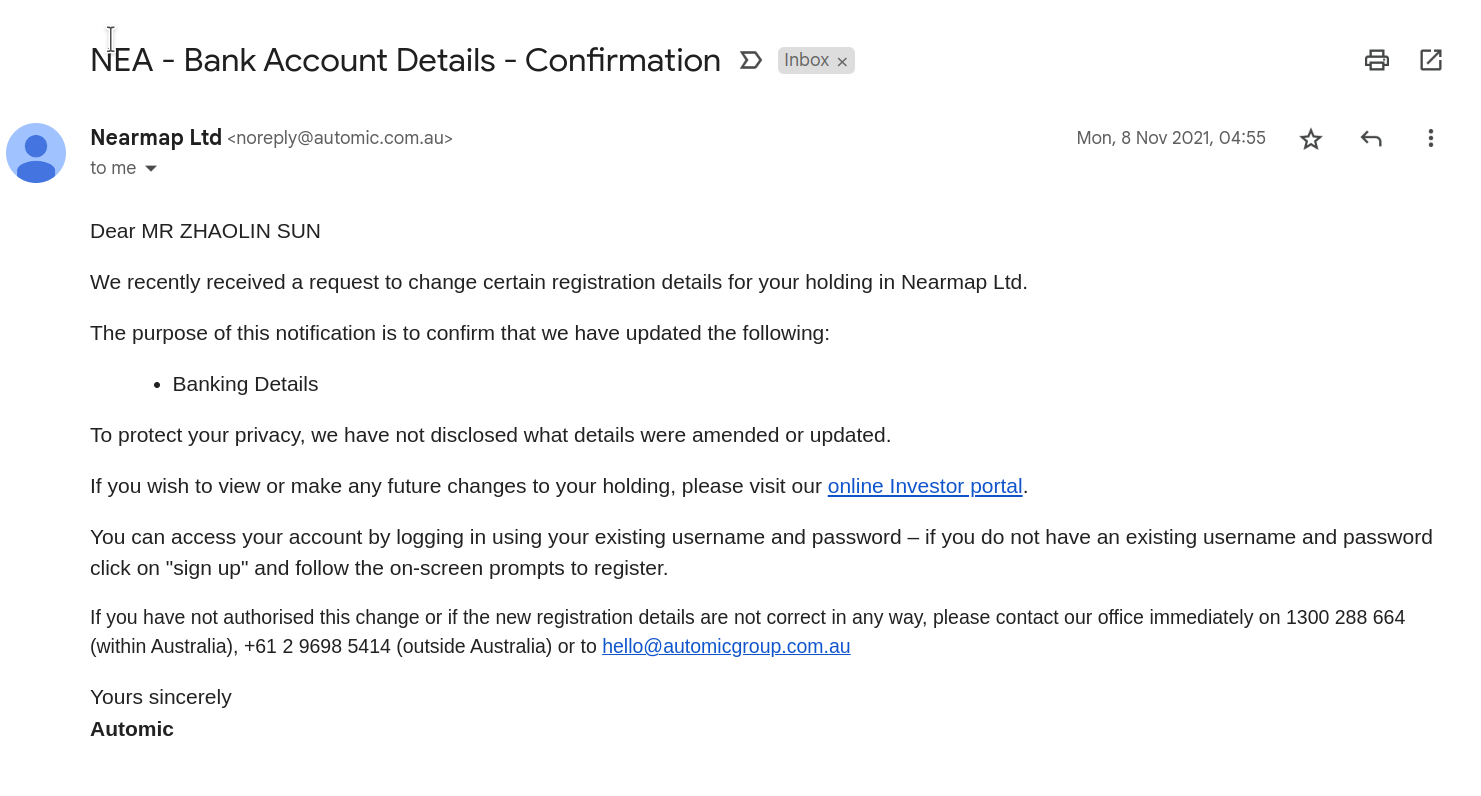 NEA - Bank Account Details - Confirmation Inbox ×
Nearmap Ltd <noreply@automic.com.au> Mon, 8 Nov 2021, 04:55
to me
Dear MR ZHAOLIN SUN
We recently received a request to change certain registration details for your holding in Nearmap Ltd.
The purpose of this notification is to confirm that we have updated the following:
• Banking Details
To protect your privacy, we have not disclosed what details were amended or updated.
If you wish to view or make any future changes to your holding, please visit our online Investor portal.
You can access your account by logging in using your existing username and password – if you do not have an existing username and password
click on "sign up" and follow the on-screen prompts to register.
If you have not authorised this change or if the new registration details are not correct in any way, please contact our office immediately on 1300 288 664
(within Australia), +61 2 9698 5414 (outside Australia) or to hello@automicgroup.com.au
Yours sincerely
Automic